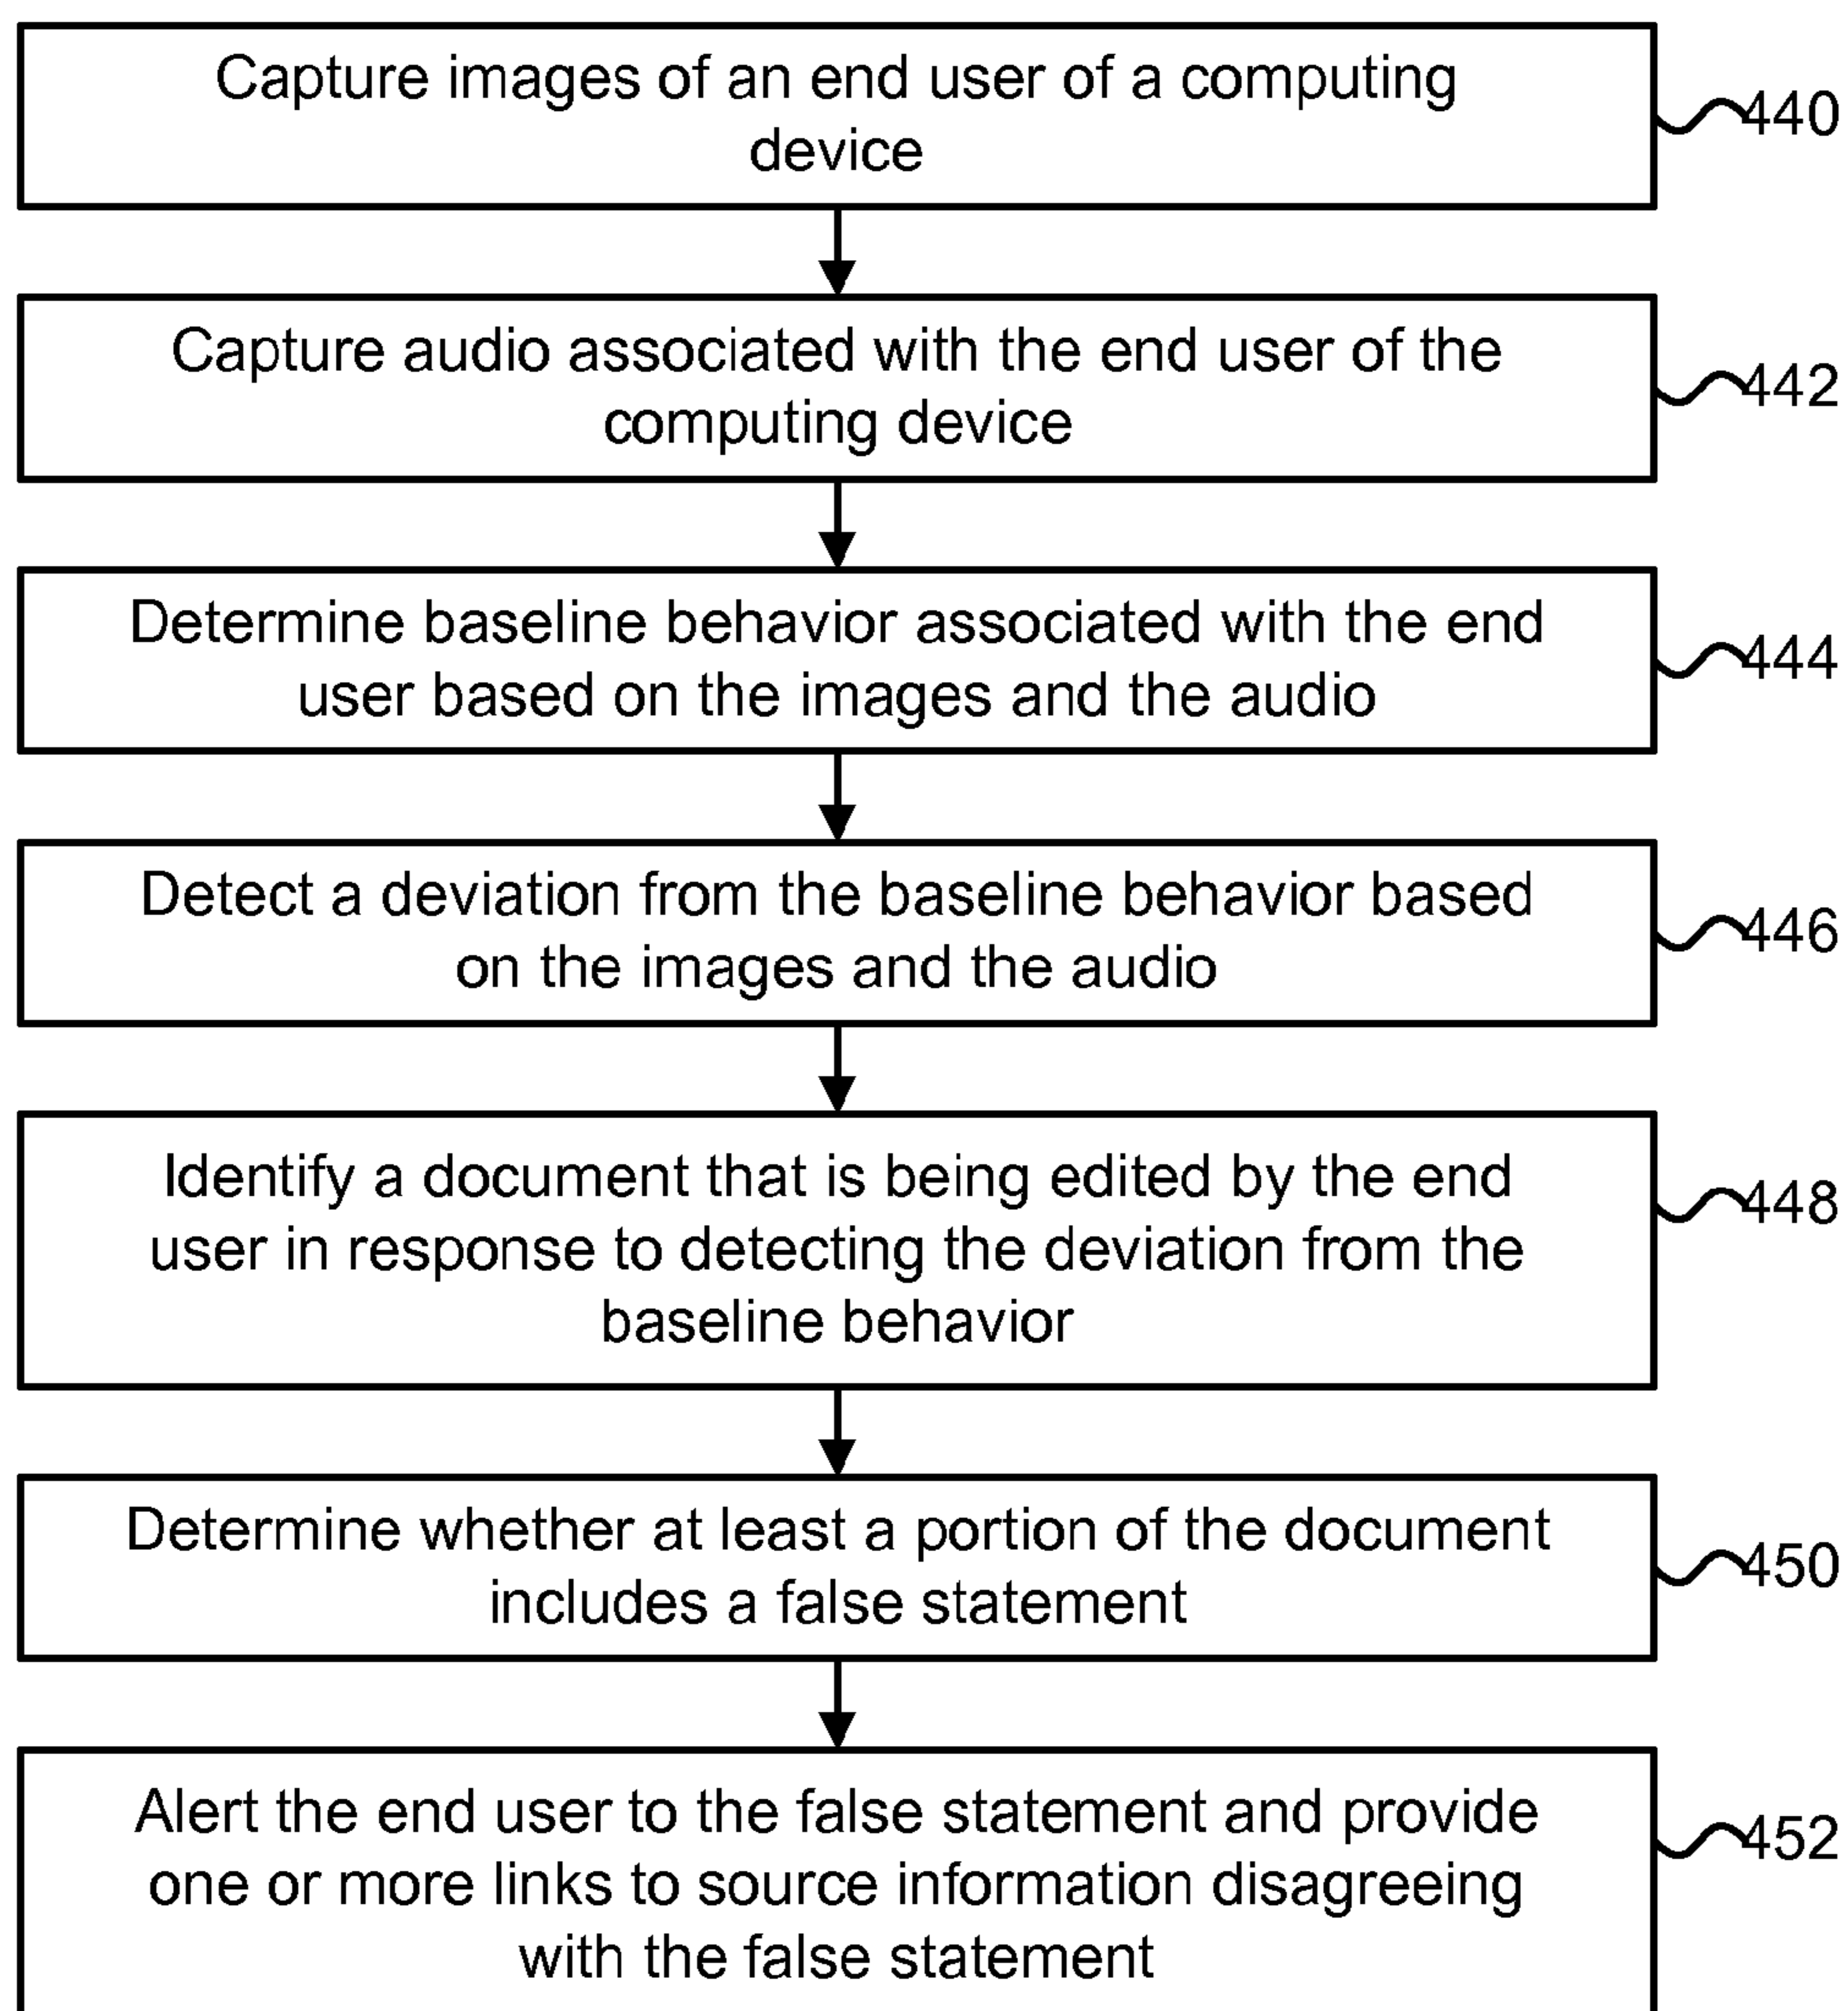 Capture images of an end user of a computing
device
440
Capture audio associated with the end user of the
computing device
442
Determine baseline behavior associated with the end
user based on the images and the audio
444
Detect a deviation from the baseline behavior based
on the images and the audio
446
Identify a document that is being edited by the end
user in response to detecting the deviation from the
baseline behavior
448
Determine whether at least a portion of the document
includes a false statement
450
Alert the end user to the false statement and provide
one or more links to source information disagreeing
with the false statement
452